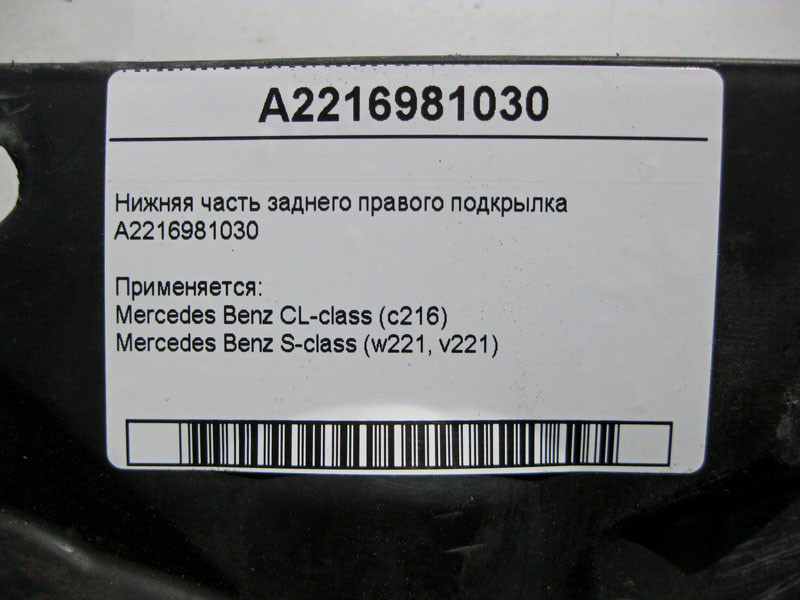 A2216981030
Нижняя часть заднего правого подкрылка
A2216981030
Применяется:
Mercedes Benz CL-class (c216)
Mercedes Benz S-class (w221, v221)